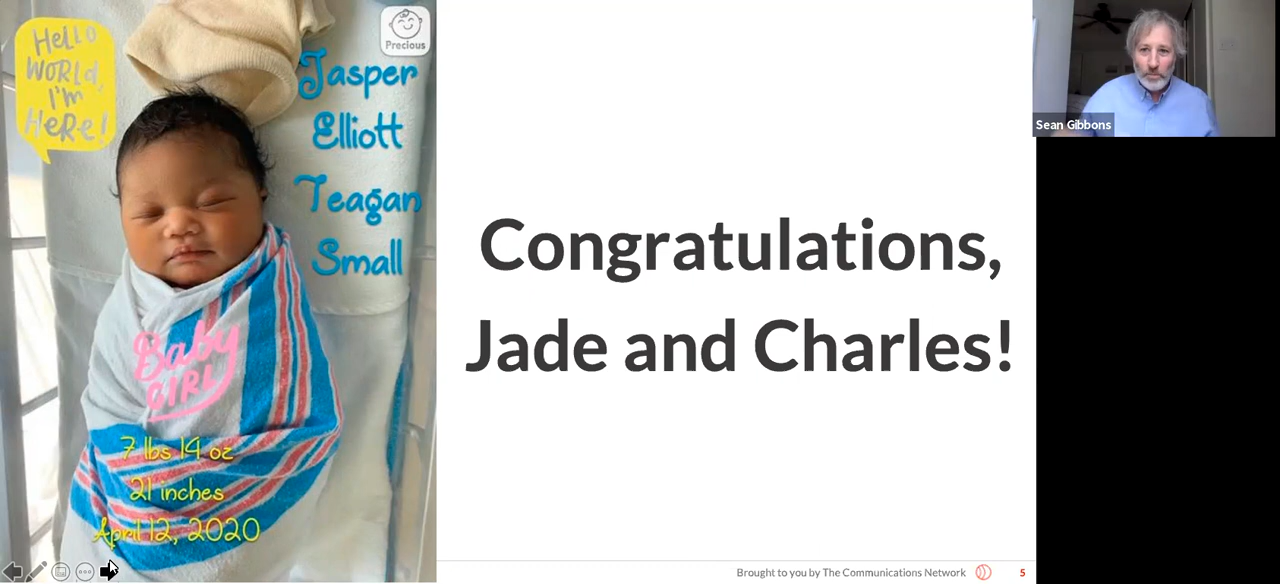 HeLLO
WORLd,
I'm
HeRe!
Precious
Jasper
Elliott
Teagan
Small
Baby
GIRL
7 lbs 14 oz
21 inches
April 12, 2020
Congratulations,
Jade and Charles!
Brought to you by The Communications Network
5
Sean Gibbons